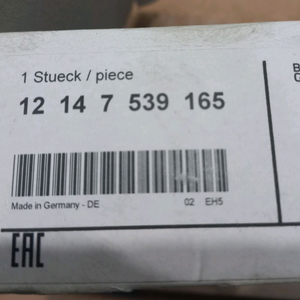 1 Stueck / piece
12 14 7 539 165
Made in Germany - DE 02 EH5
EAC
B